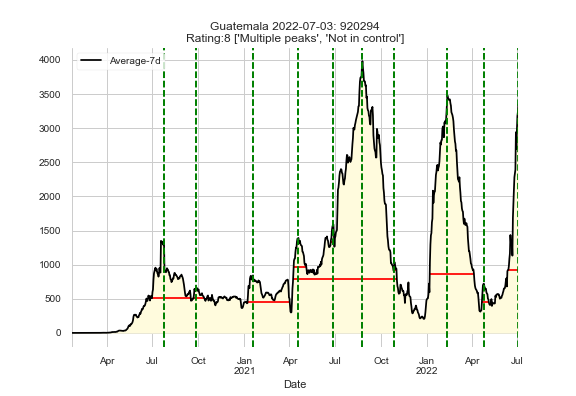 Guatemala 2022-07-03: 920294
Rating:8 ['Multiple peaks', 'Not in control']
Average-7d
4000
3500
3000
2500
2000
1500
1000
500
0
Apr
Jul
Oct
Jan
2021
Apr
Jul
Oct
Jan
2022
Apr
Jul
Date